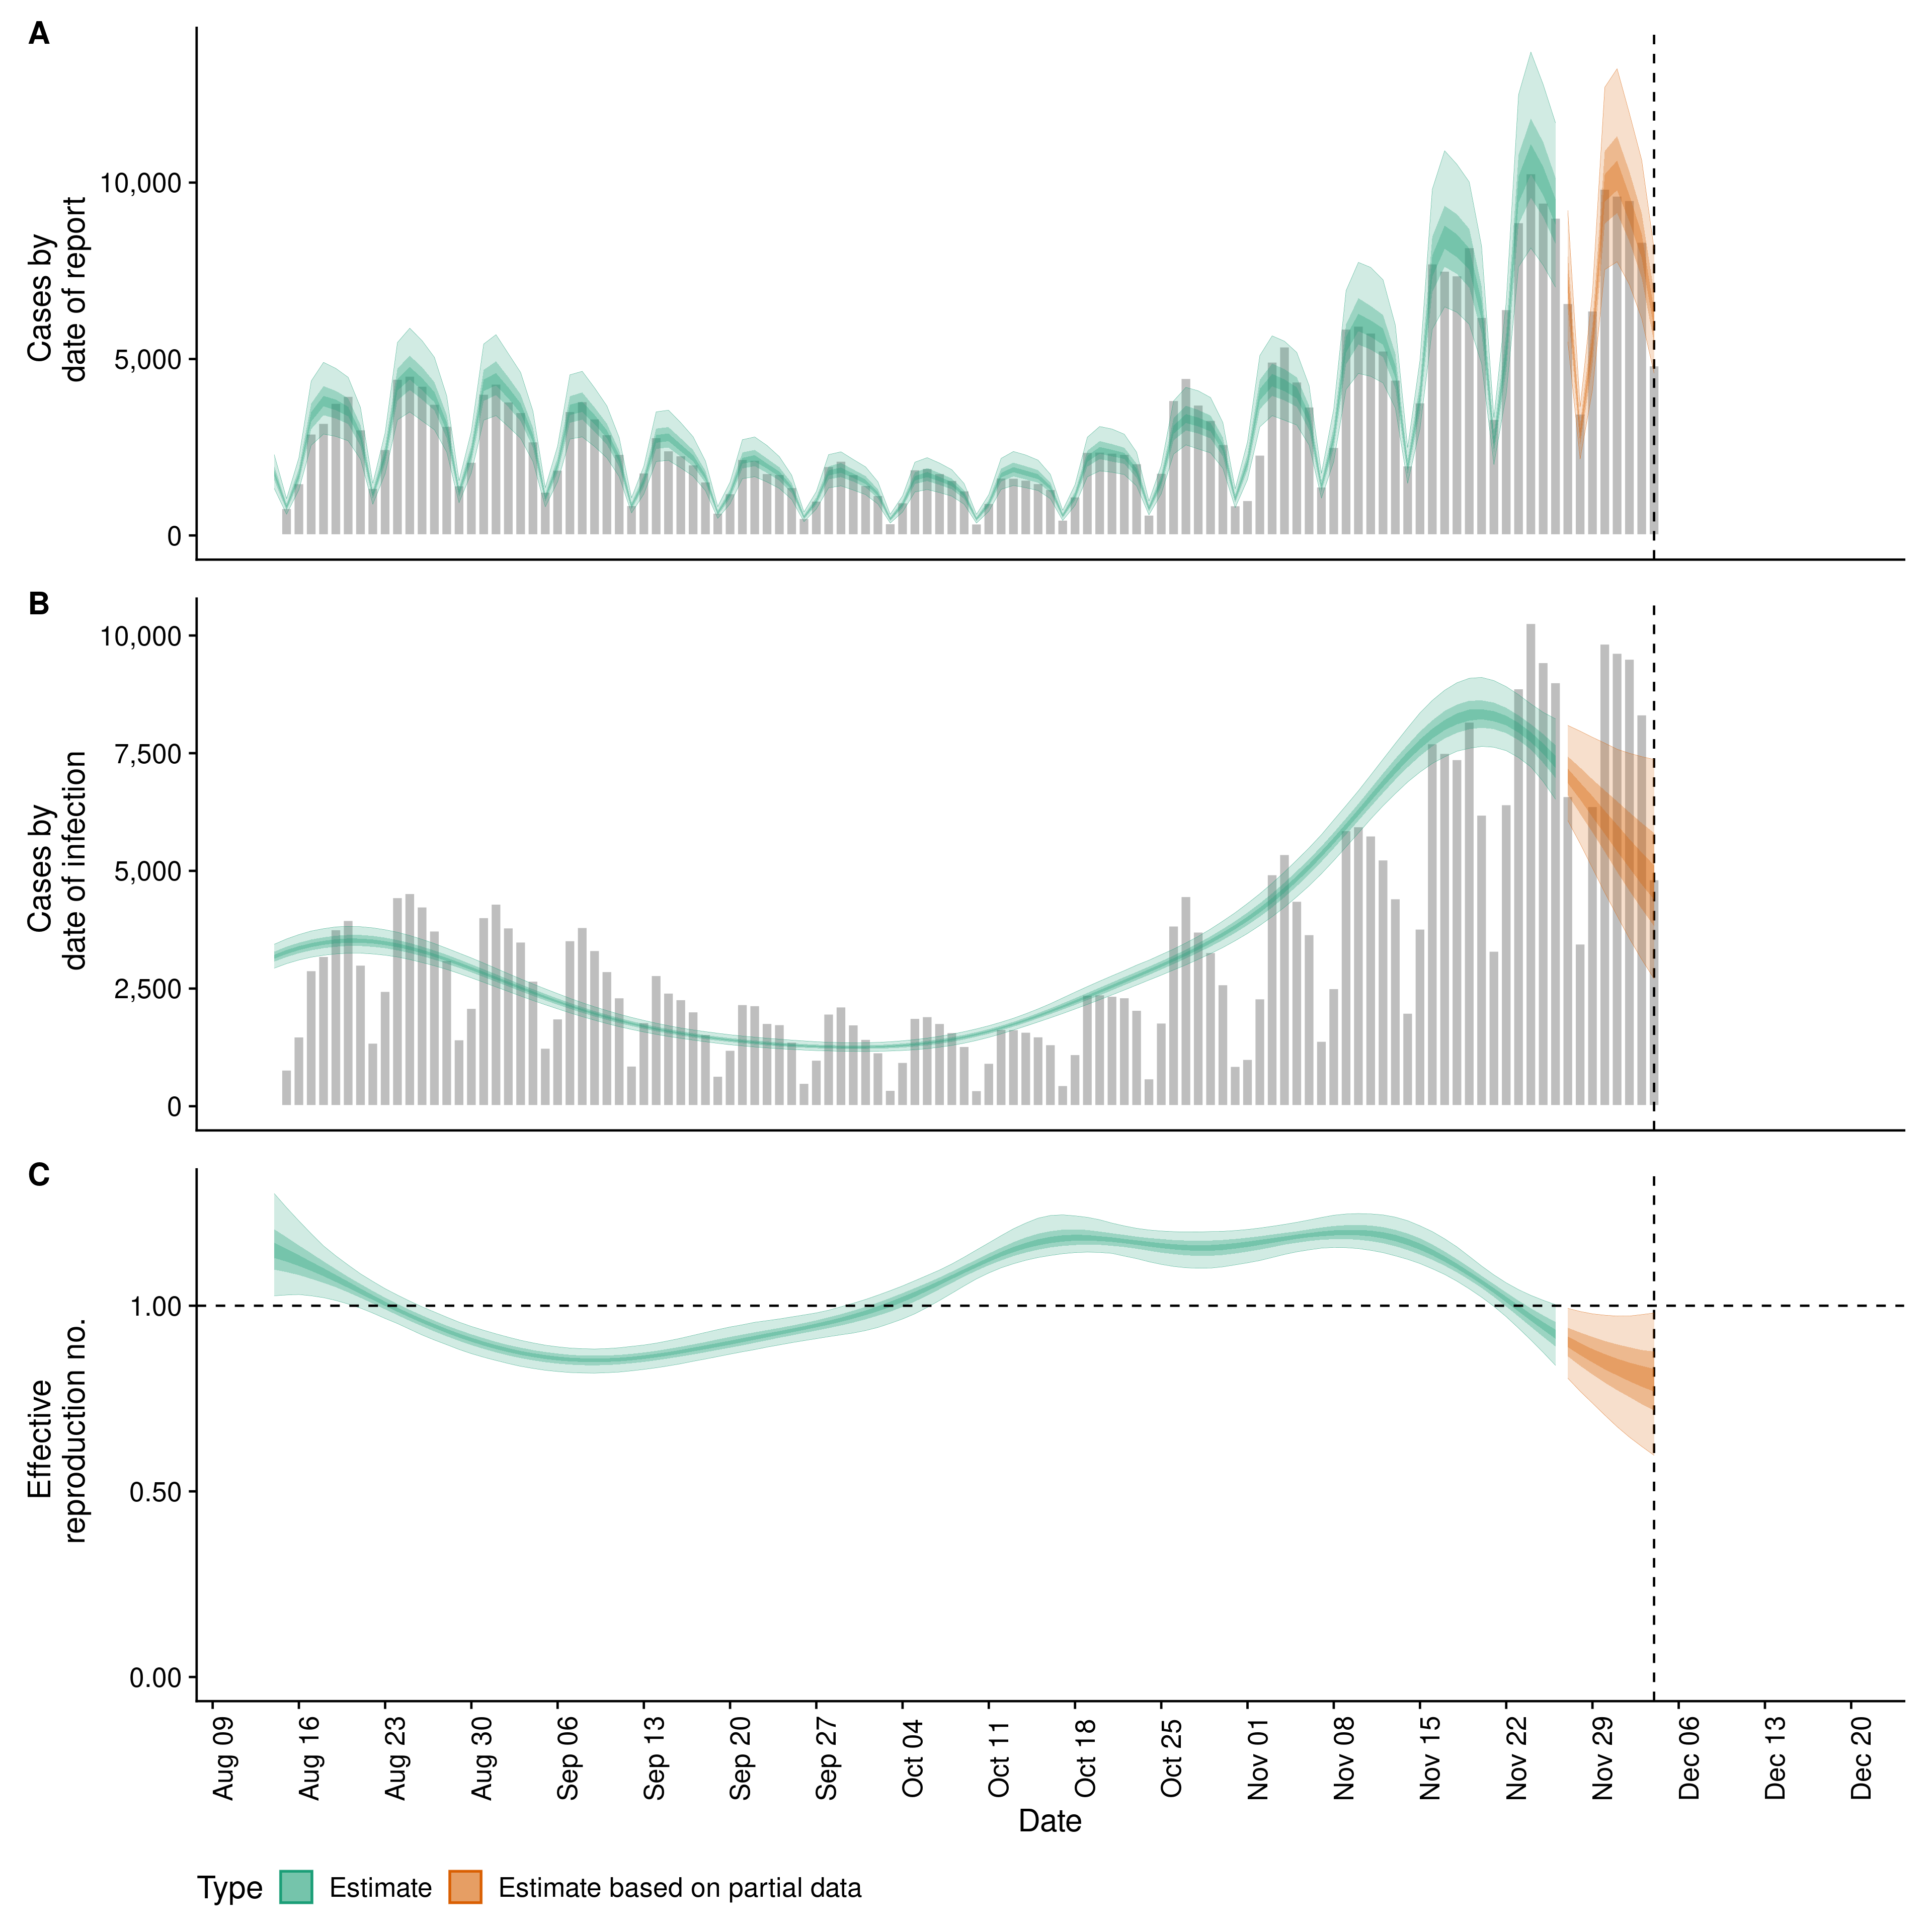 A
Cases by
date of report
10,000
5,000
0
B
Cases by
date of infection
10,000
7,500
5,000
2,500
0
C
Effective
reproduction no.
1.00
0.50
0.00
Aug 09
Aug 16
Aug 23
Aug 30
Sep 06
Sep 13
Sep 20
Sep 27
Oct 04
Oct 11
Oct 18
Oct 25
Nov 01
Nov 08
Nov 15
Nov 22
Nov 29
Dec 06
Dec 13
Dec 20
Date
Type Estimate Estimate based on partial data